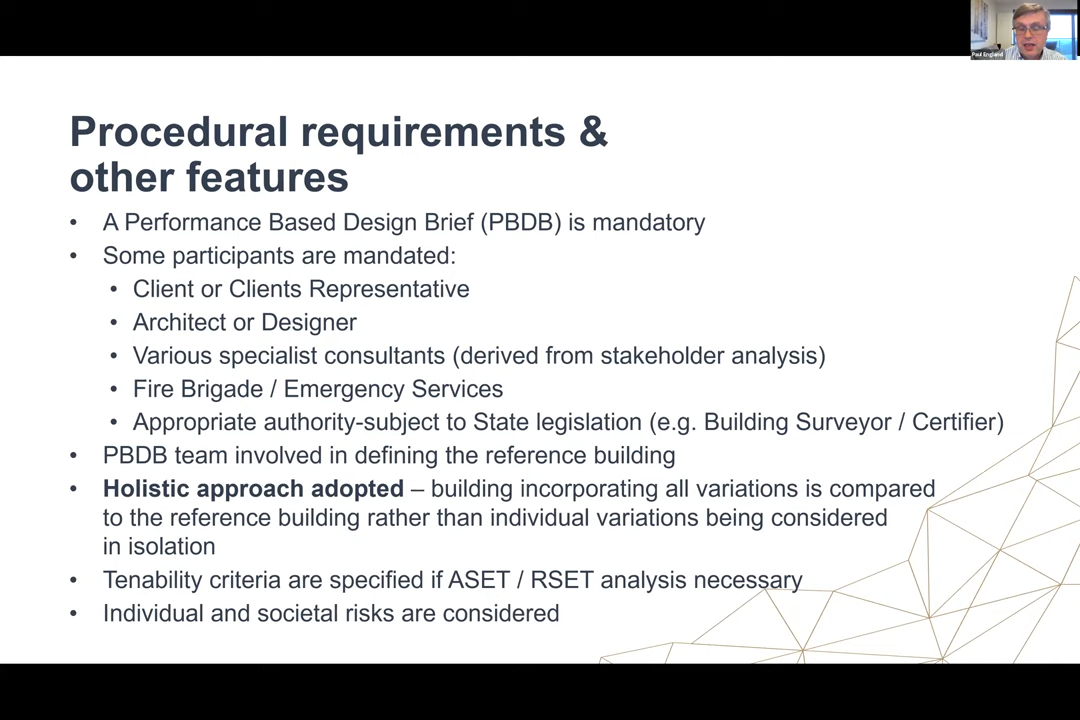 Paul England
Procedural requirements &
other features
• A Performance Based Design Brief (PBDB) is mandatory
• Some participants are mandated:
• Client or Clients Representative
• Architect or Designer
• Various specialist consultants (derived from stakeholder analysis)
• Fire Brigade / Emergency Services
• Appropriate authority-subject to State legislation (e.g. Building Surveyor / Certifier)
• PBDB team involved in defining the reference building
• Holistic approach adopted – building incorporating all variations is compared
to the reference building rather than individual variations being considered
in isolation
• Tenability criteria are specified if ASET / RSET analysis necessary
• Individual and societal risks are considered